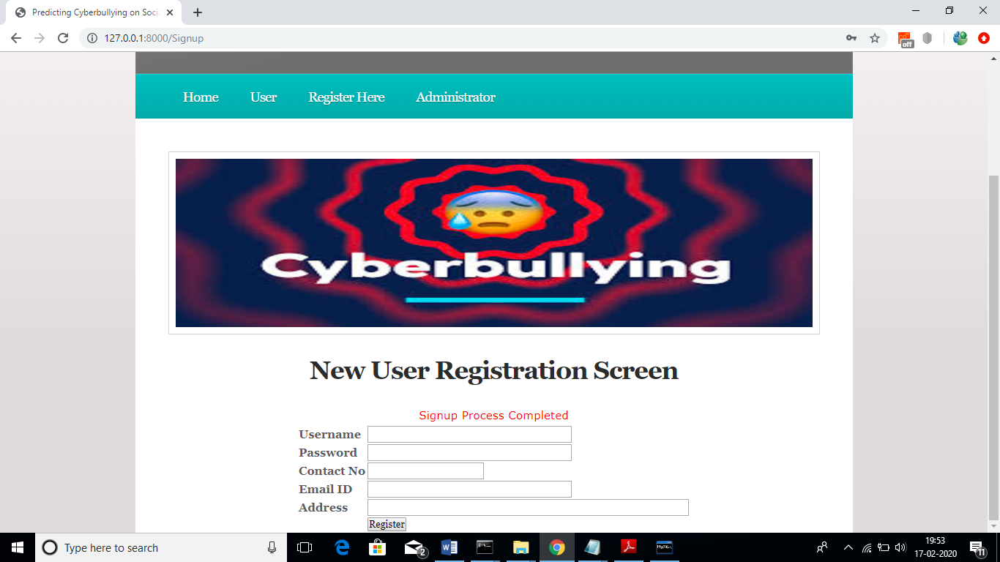 Predicting Cyberbullying on Soci
127.0.0.1:8000/Signup
off
Home User Register Here Administrator
Cyberbullying
New User Registration Screen
Signup Process Completed
Username
Password
Contact No
Email ID
Address
Register
Type here to search
2
MySQL
19:53
17-02-2020
11